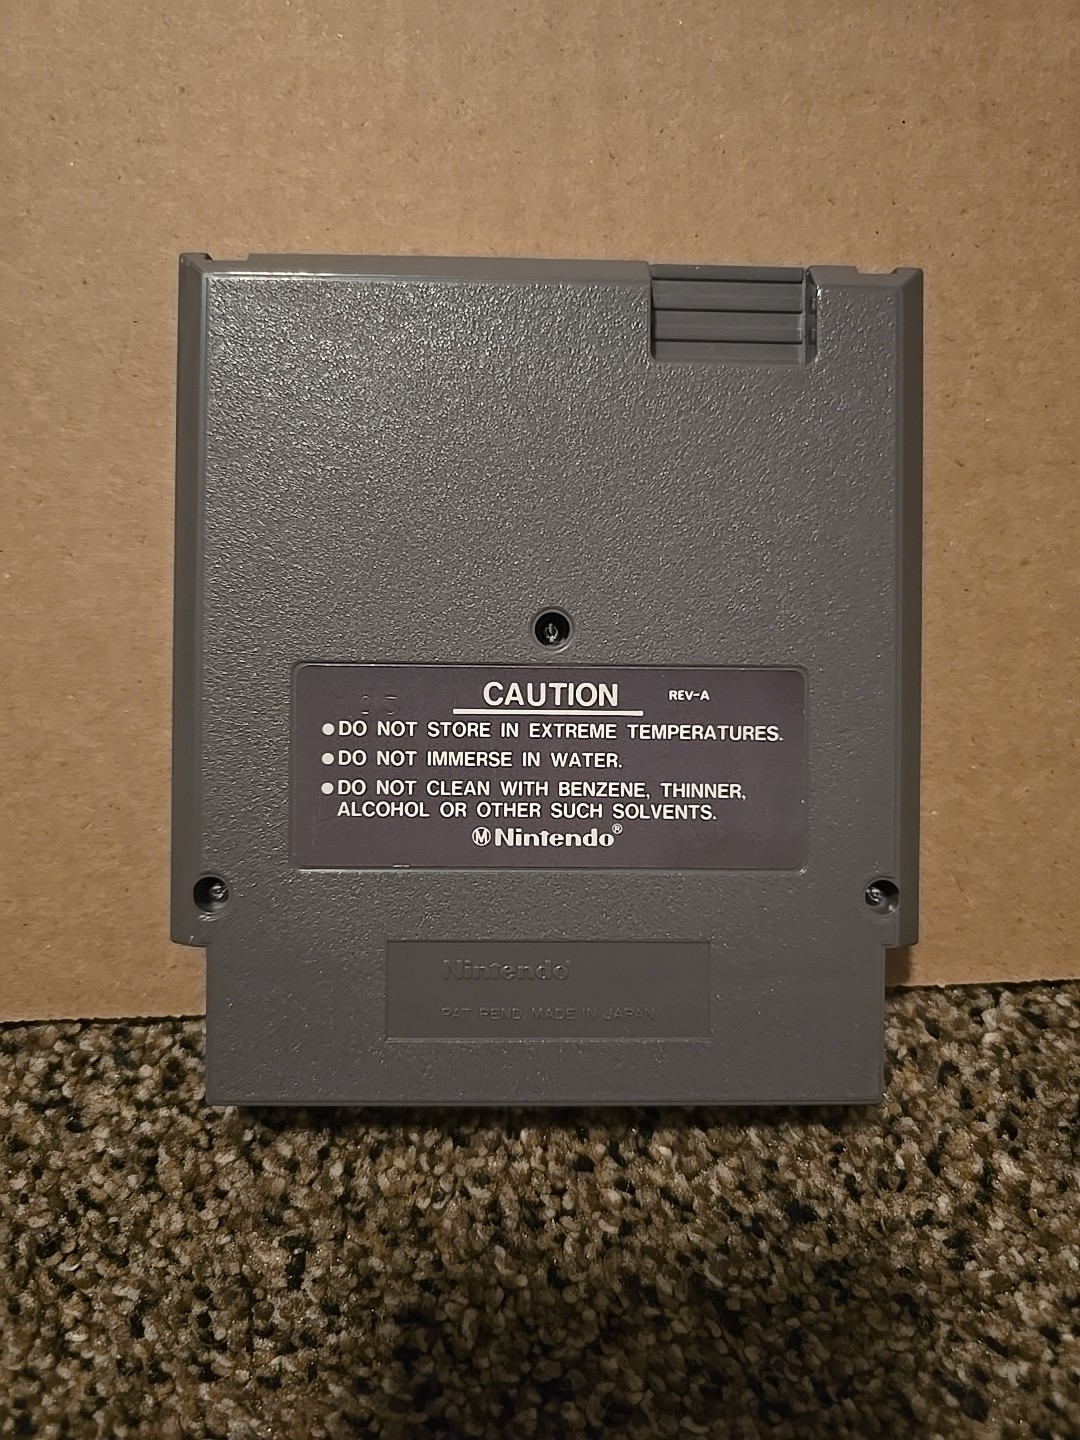 CAUTION REV-A
●DO NOT STORE IN EXTREME TEMPERATURES.
●DO NOT IMMERSE IN WATER.
●DO NOT CLEAN WITH BENZENE, THINNER,
ALCOHOL OR OTHER SUCH SOLVENTS.
ⓂNintendo®
Nintendo®
PAT. PEND. MADE IN JAPAN